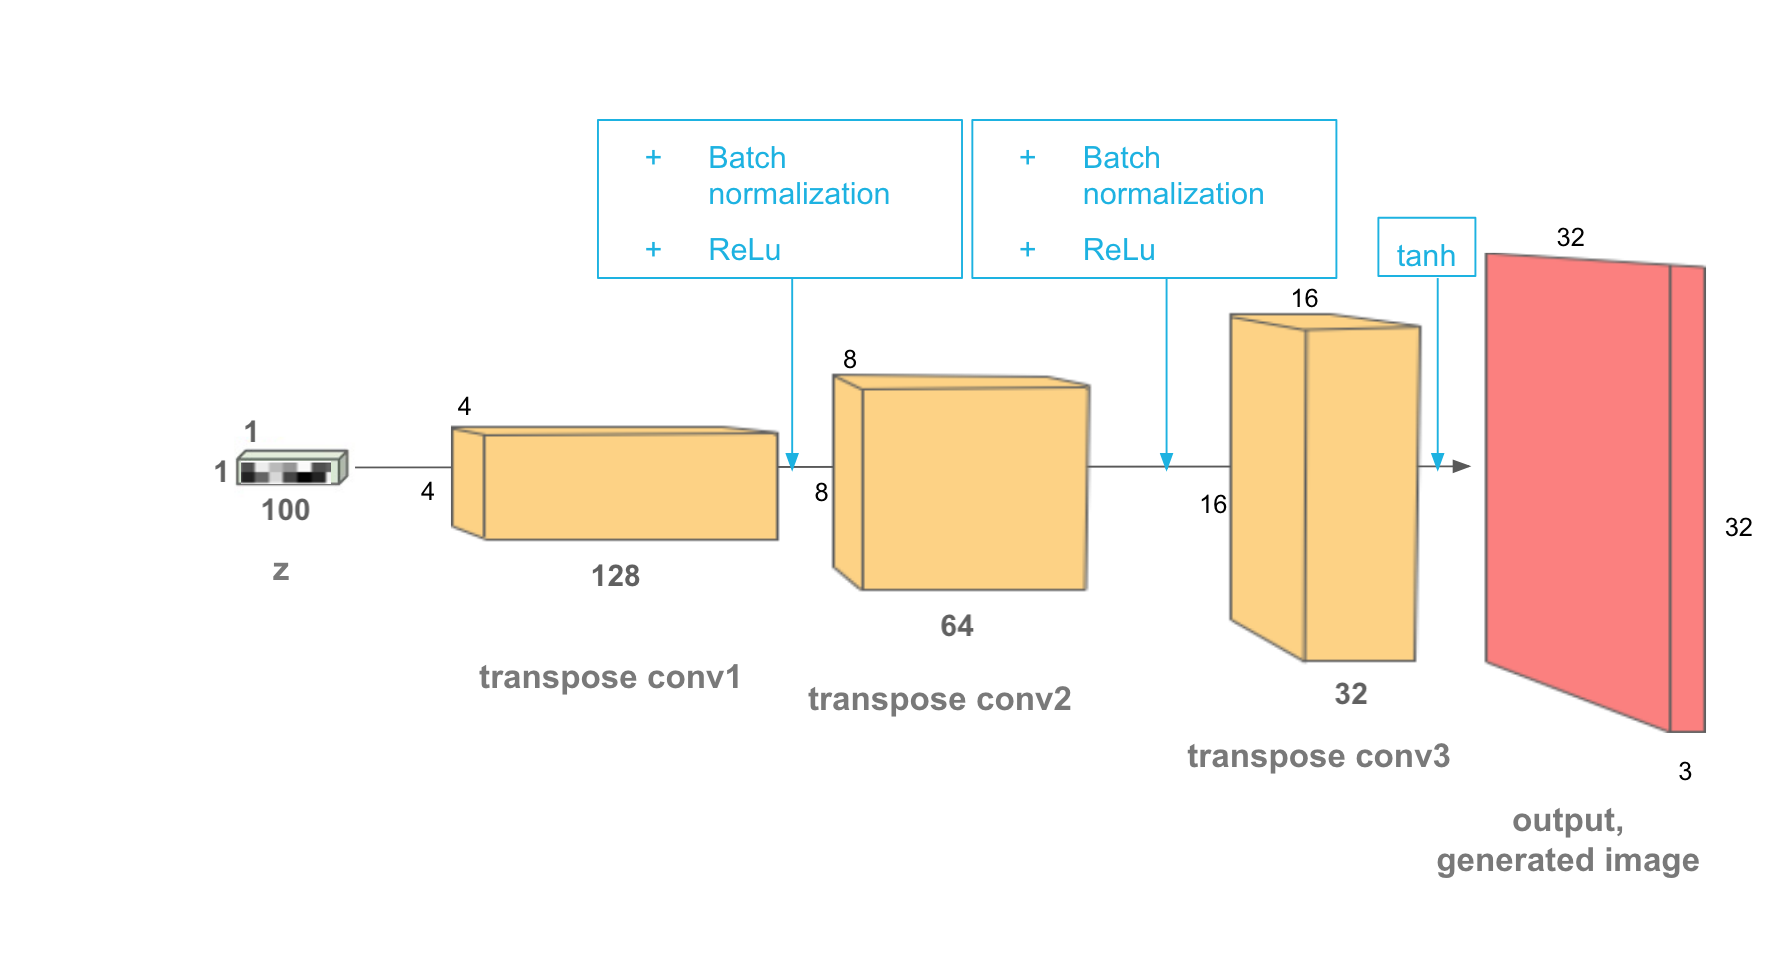 + Batch
normalization
+ ReLu
+ Batch
normalization
+ ReLu
tanh
1
1
100
z
4
4
128
transpose conv1
8
8
64
transpose conv2
16
16
32
transpose conv3
32
32
3
output,
generated image